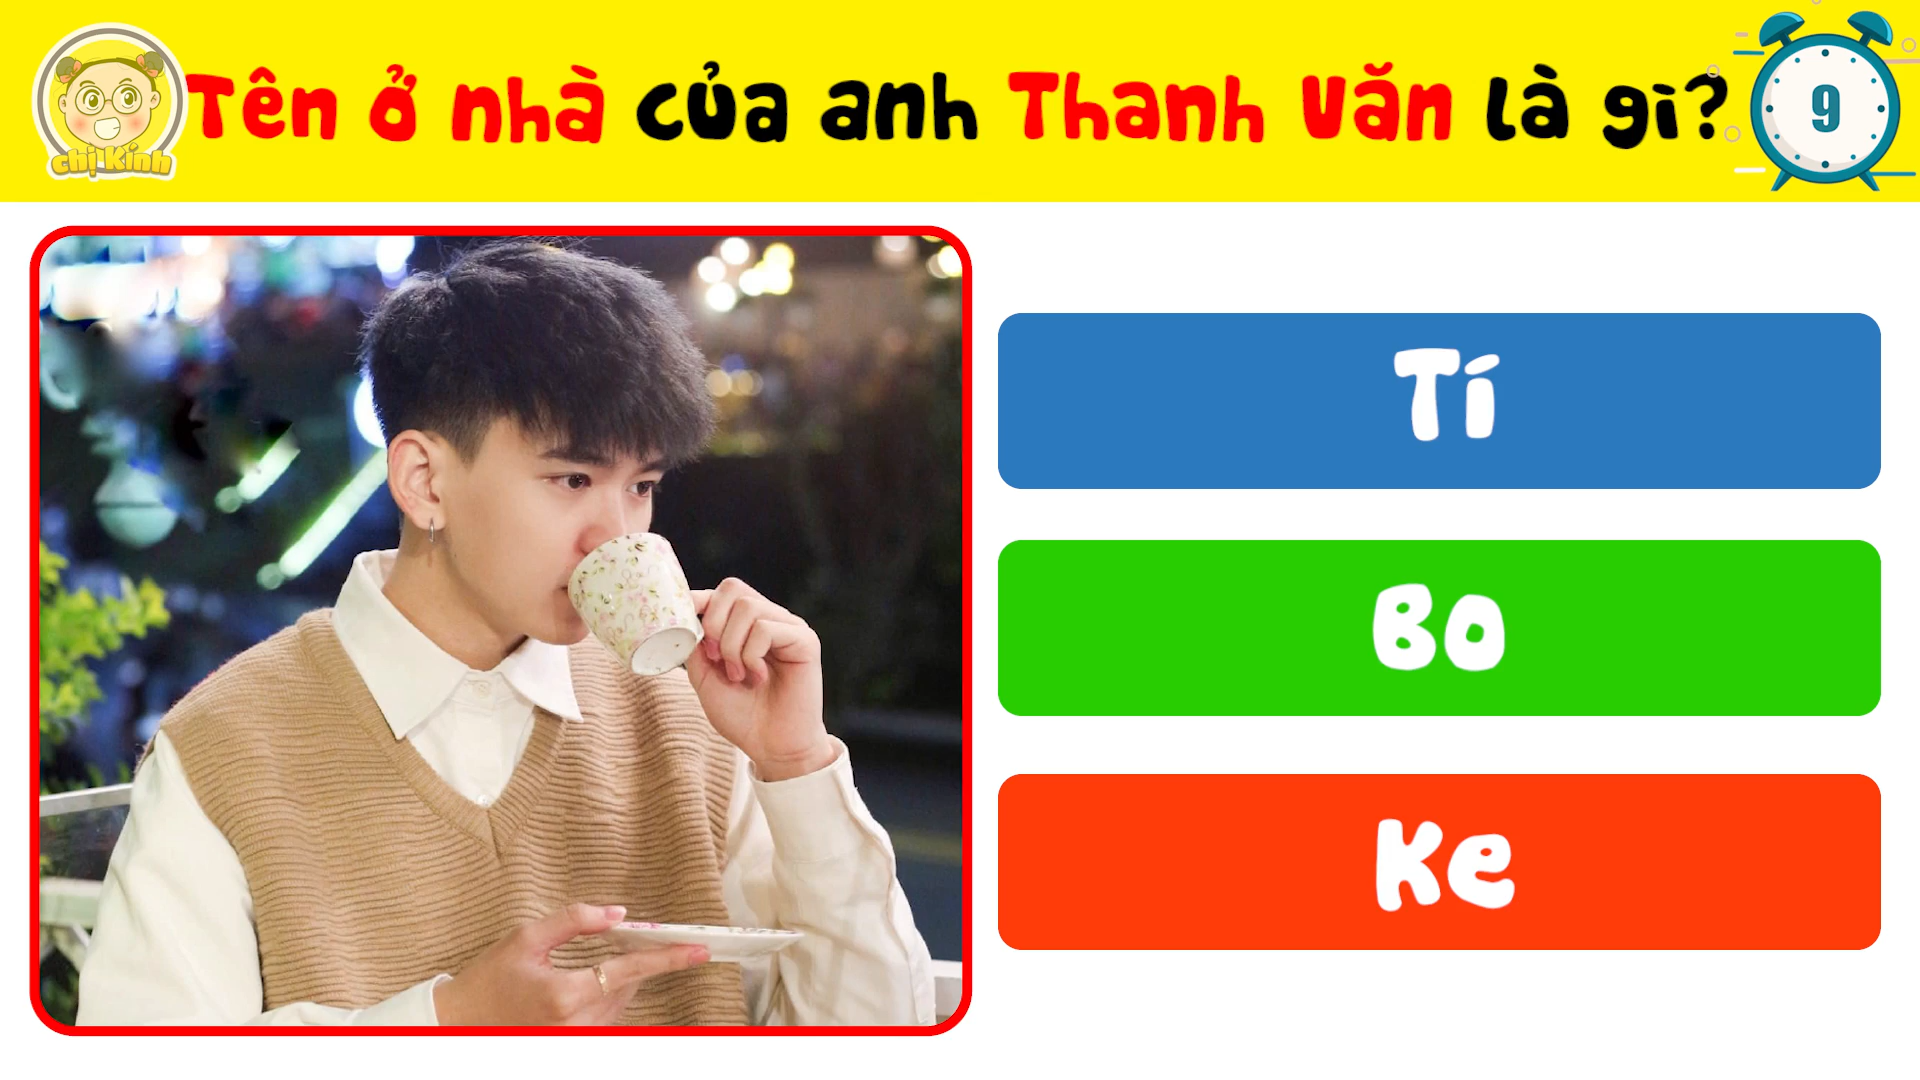 chị Kính
Tên ở nhà của anh Thanh Văn là gì?
9
Tí
Bo
Ke